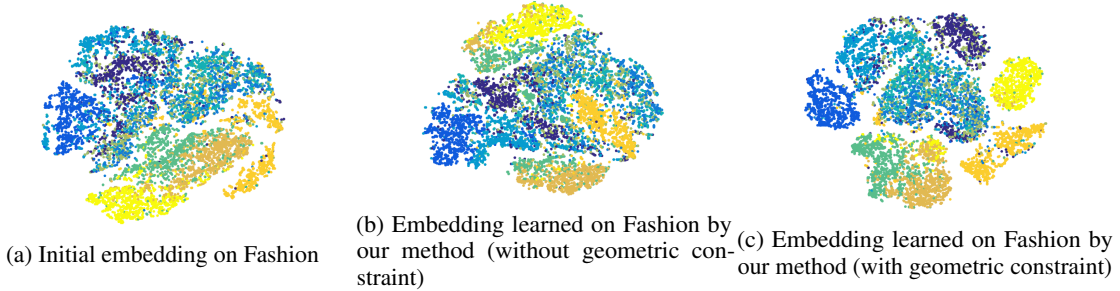 (a) Initial embedding on Fashion
(b) Embedding learned on Fashion by
our method (without geometric con-
straint)
(c) Embedding learned on Fashion by
our method (with geometric constraint)